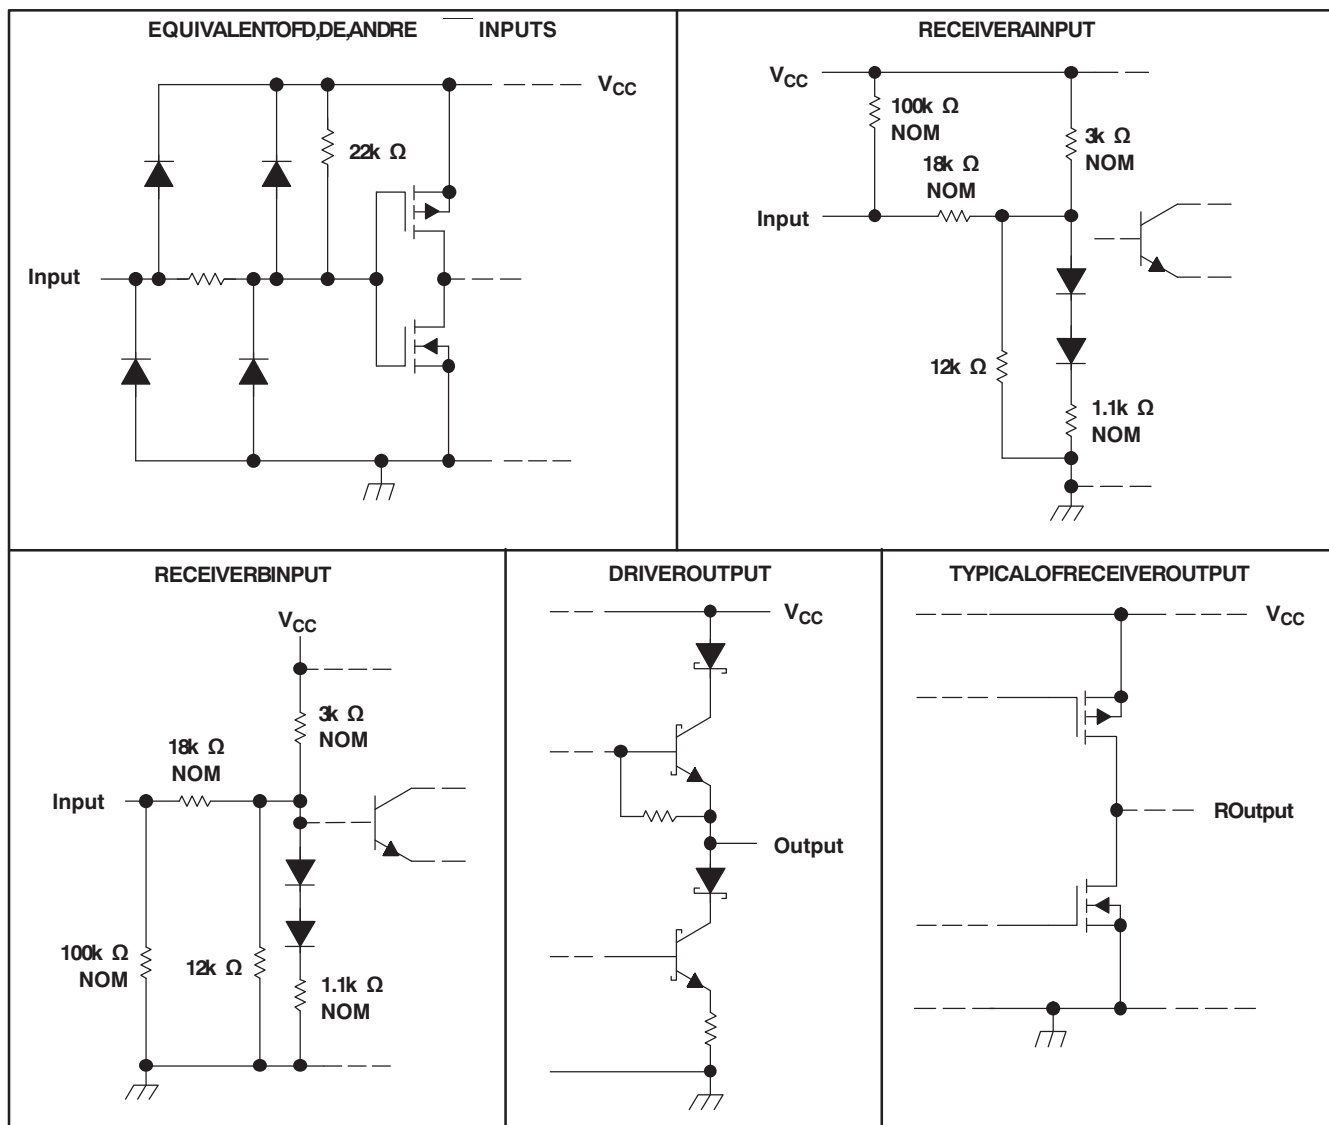 EQUIVALENTOFD,DE,ANDRE INPUTS
VCC
22k Ω
Input
RECEIVERAINPUT
VCC
100k Ω
NOM
3k Ω
NOM
18k Ω
NOM
Input
12k Ω
1.1k Ω
NOM
RECEIVERBINPUT
VCC
3k Ω
NOM
18k Ω
NOM
Input
100k Ω
NOM
12k Ω
1.1k Ω
NOM
DRIVEROUTPUT
VCC
Output
TYPICALOFRECEIVEROUTPUT
VCC
ROutput